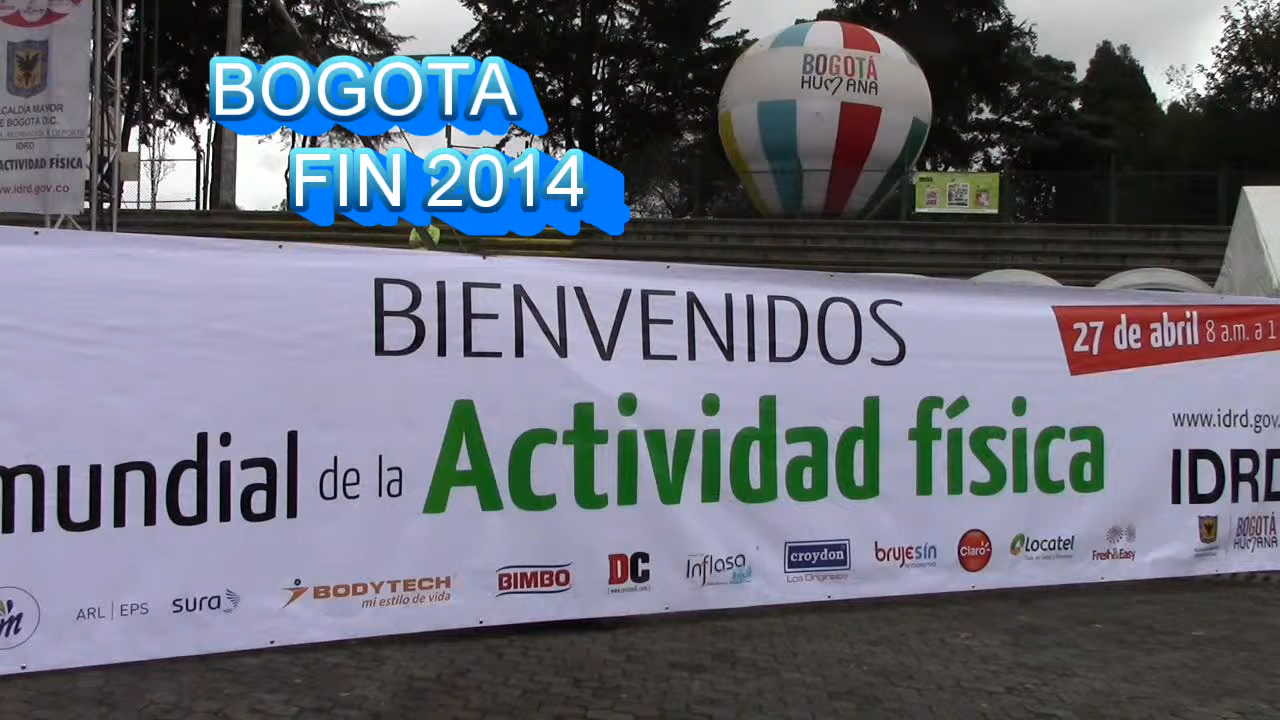 BOGOTA
FIN 2014
ALCALDÍA MAYOR
DE BOGOTÁ D.C.
IDRD
ACTIVIDAD FÍSICA
www.idrd.gov.co
BOGOTÁ
HUMANA
BIENVENIDOS
27 de abril 8 a.m. a 1
mundial de la Actividad física
www.idrd.gov.
IDRD
BOGOTÁ
HUMANA
ARL | EPS sura
BODYTECH
mi estilo de vida
BIMBO
DC
Inflasa
croydon
Los Originales
brujesín
Claro
Locatel
Fresh&Easy